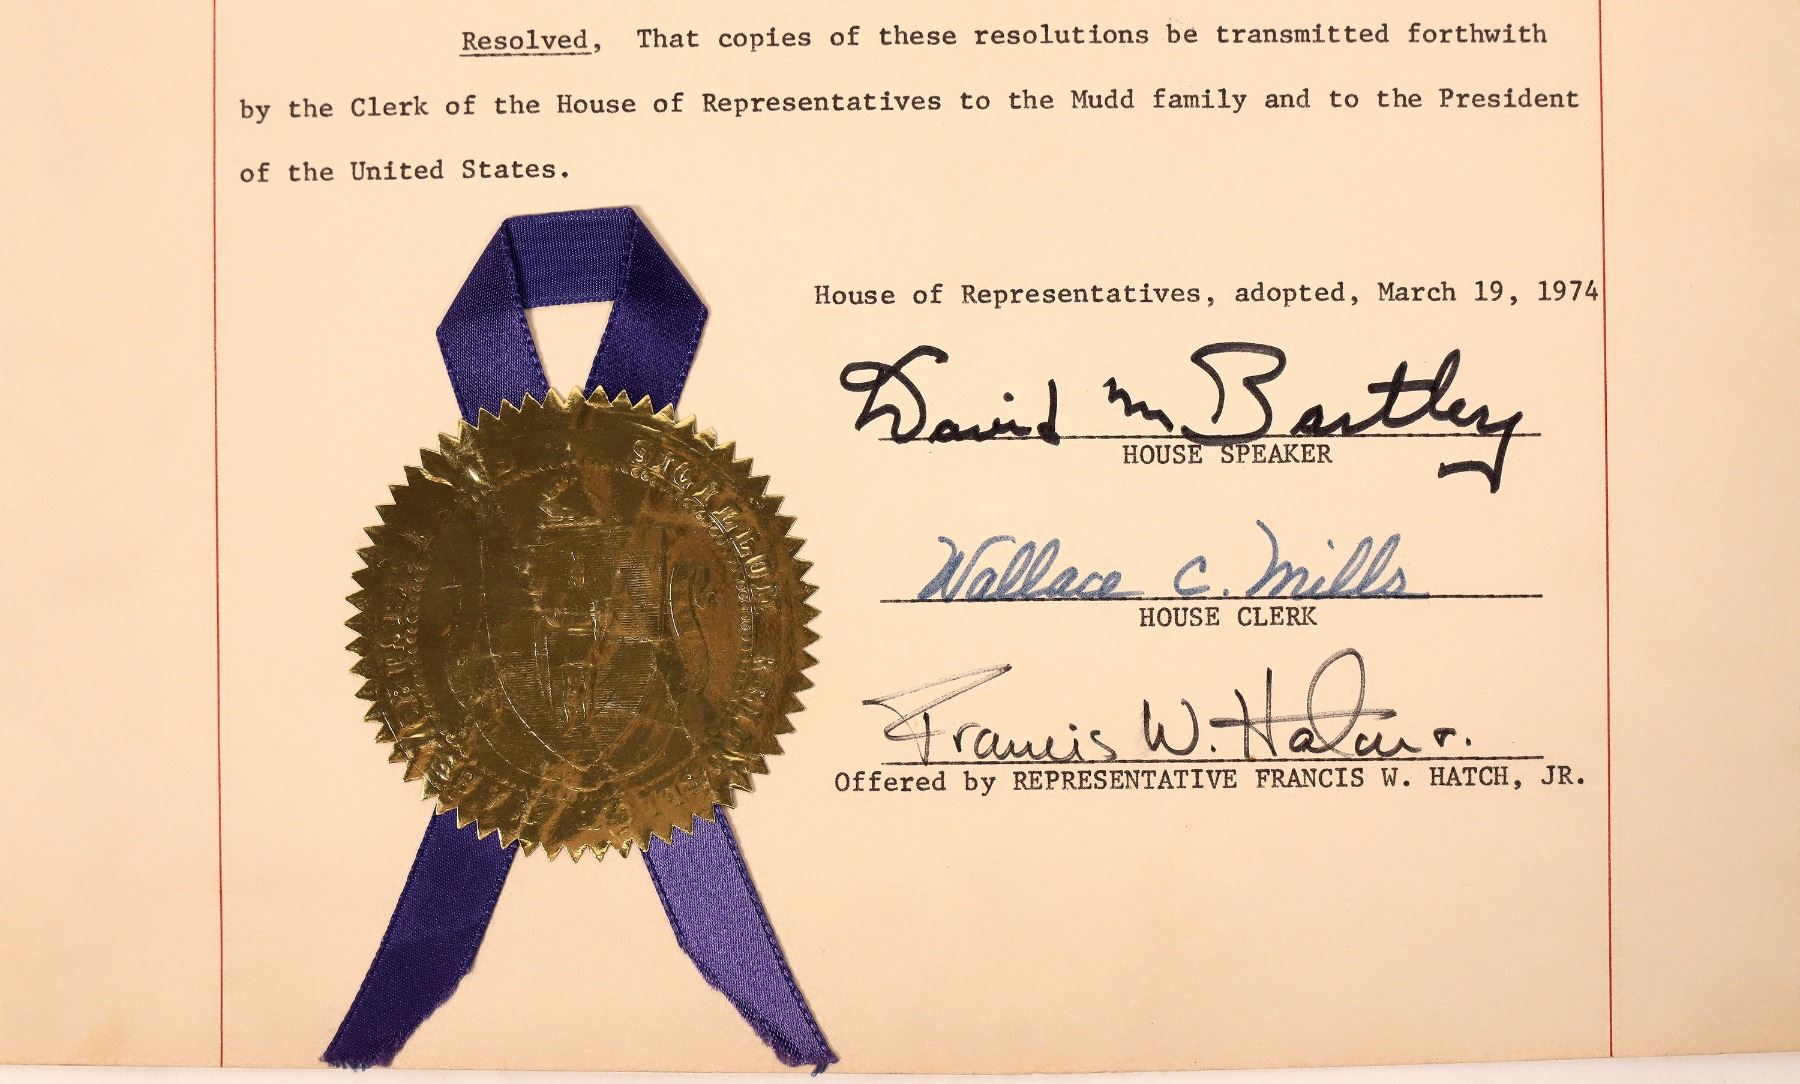 Resolved, That copies of these resolutions be transmitted forthwith
by the Clerk of the House of Representatives to the Mudd family and to the President
of the United States.
House of Representatives, adopted, March 19, 1974
David M Bartley
HOUSE SPEAKER
Wallace C. Mills
HOUSE CLERK
Francis W. Hatch Jr.
Offered by REPRESENTATIVE FRANCIS W. HATCH, JR.
SIGILLUM